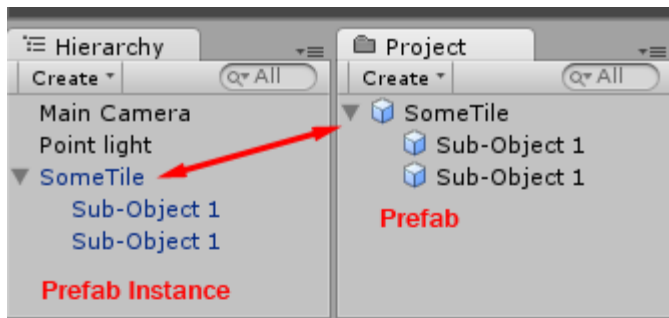 Hierarchy
Create
All
Main Camera
Point light
SomeTile
Sub-Object 1
Sub-Object 1
Prefab Instance
Project
Create
All
SomeTile
Sub-Object 1
Sub-Object 1
Prefab